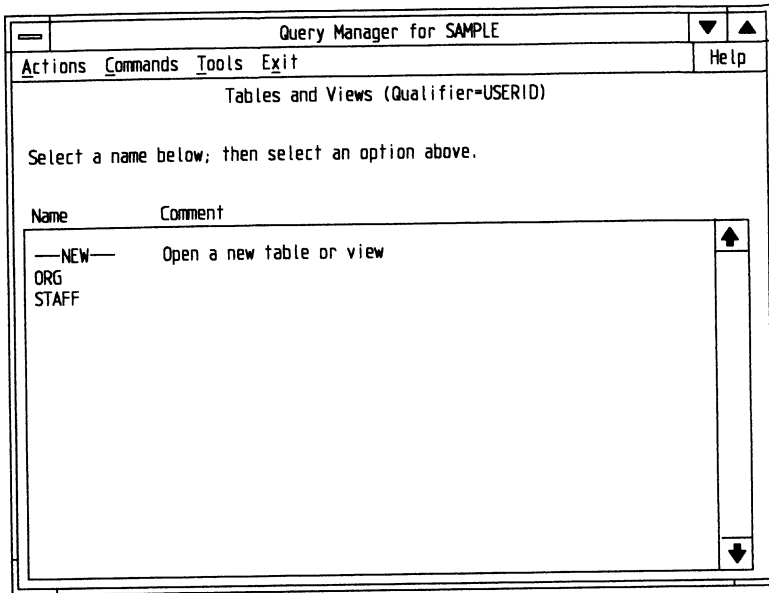 Query Manager for SAMPLE
Actions Commands Tools Exit Help
Tables and Views (Qualifier=USERID)
Select a name below; then select an option above.
Name Comment
——NEW—— Open a new table or view
ORG
STAFF